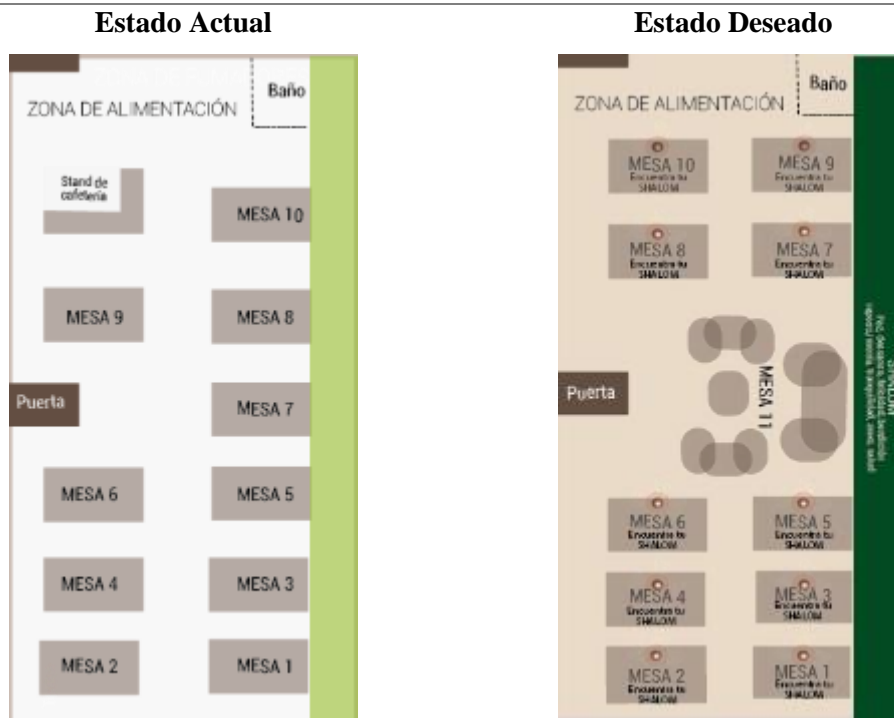 Estado Actual
Estado Deseado
ZONA DE ALIMENTACIÓN
Baño
Stand de
cafetería
MESA 10
MESA 9
MESA 8
Puerta
MESA 7
MESA 6
MESA 5
MESA 4
MESA 3
MESA 2
MESA 1
ZONA DE ALIMENTACIÓN
Baño
MESA 10
Encuentra tu
SHALOM
MESA 9
Encuentra tu
SHALOM
MESA 8
Encuentra tu
SHALOM
MESA 7
Encuentra tu
SHALOM
Puerta
MESA 11
SHALOM
MESA 6
Encuentra tu
SHALOM
MESA 5
Encuentra tu
SHALOM
MESA 4
Encuentra tu
SHALOM
MESA 3
Encuentra tu
SHALOM
MESA 2
Encuentra tu
SHALOM
MESA 1
Encuentra tu
SHALOM